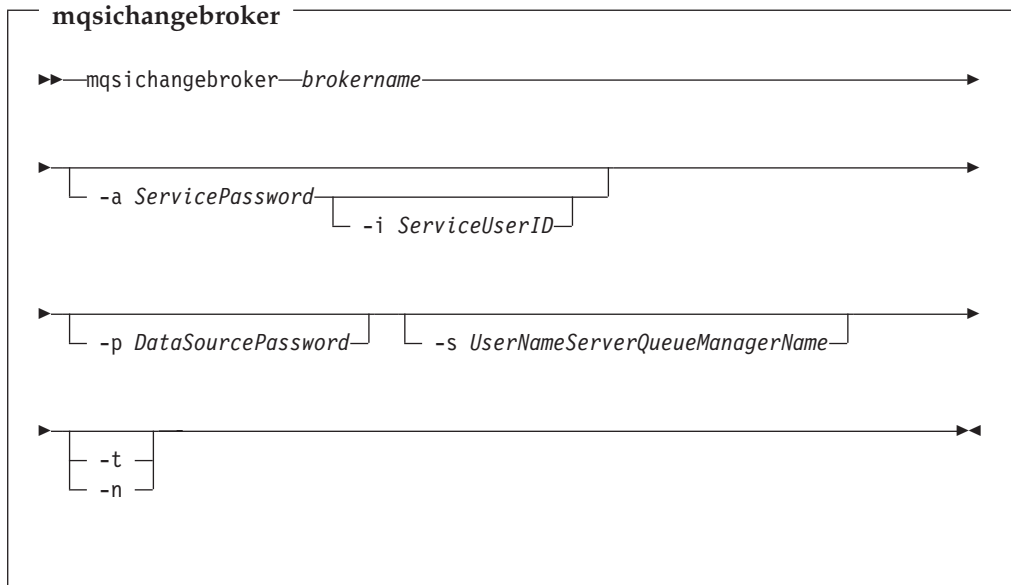 mqsichangebroker
mqsichangebroker brokername
-a ServicePassword
-i ServiceUserID
-p DataSourcePassword -s UserNameServerQueueManagerName
-t
-n